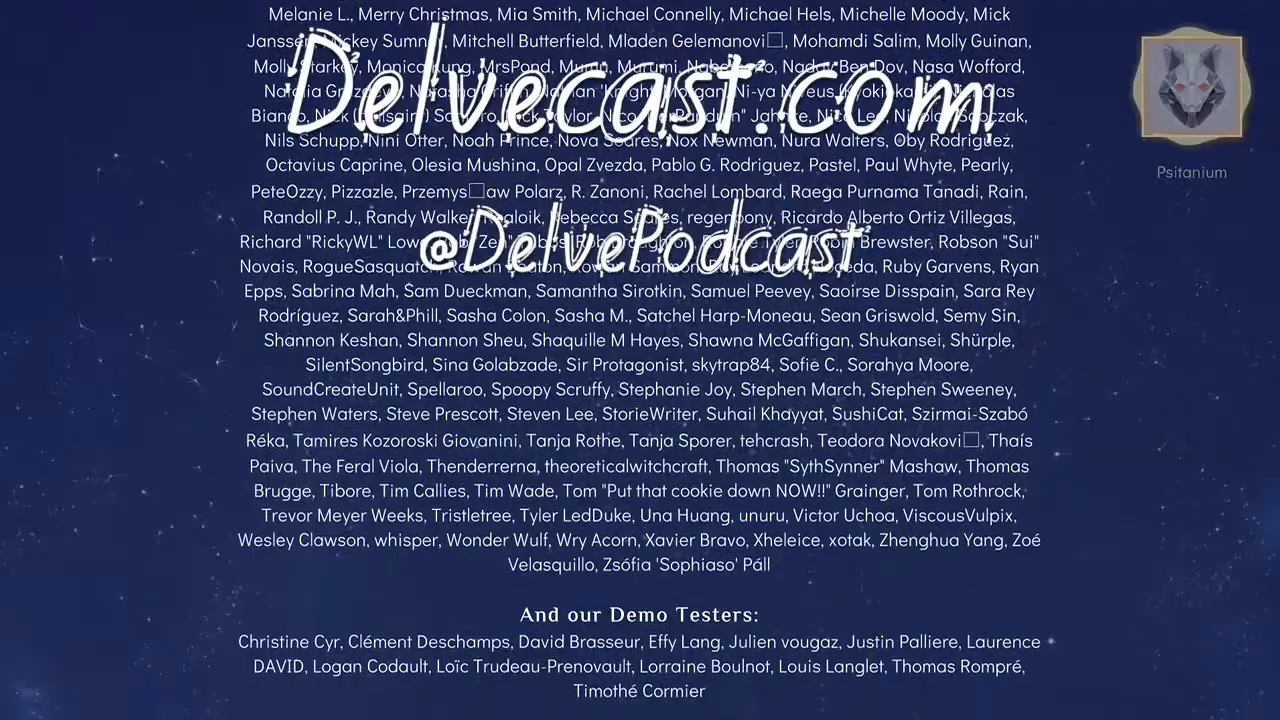 Melanie L., Merry Christmas, Mia Smith, Michael Connelly, Michael Hels, Michelle Moody, Mick
Delvecast.com
Mitchell Butterfield, Mladen Gelemanovi□, Mohamdi Salim, Molly Guinan,
Psitanium
Nils Schupp, Nini Otter, Noah Prince, Nova Soares, Nox Newman, Nura Walters, Oby Rodriguez,
Octavius Caprine, Olesia Mushina, Opal Zvezda, Pablo G. Rodriguez, Pastel, Paul Whyte, Pearly,
PeteOzzy, Pizzazle, Przemys□aw Polarz, R. Zanoni, Rachel Lombard, Raega Purnama Tanadi, Rain,
Randoll P. J., Randy Walker, Rebecca Soares, Ricardo Alberto Ortiz Villegas,
@DelvePodcast
Richard "RickyWL" Brewster, Robson "Sui"
Novais, Ruby Garvens, Ryan
Epps, Sabrina Mah, Sam Dueckman, Samantha Sirotkin, Samuel Peevey, Saoirse Disspain, Sara Rey
Rodríguez, Sarah&Phill, Sasha Colon, Sasha M., Satchel Harp-Moneau, Sean Griswold, Semy Sin,
Shannon Keshan, Shannon Sheu, Shaquille M Hayes, Shawna McGaffigan, Shukansei, Shürple,
SilentSongbird, Sina Golabzade, Sir Protagonist, skytrap84, Sofie C., Sorahya Moore,
SoundCreateUnit, Spellaroo, Spoopy Scruffy, Stephanie Joy, Stephen March, Stephen Sweeney,
Stephen Waters, Steve Prescott, Steven Lee, StorieWriter, Suhail Khayyat, SushiCat, Szirmai-Szabó
Réka, Tamires Kozoroski Giovanini, Tanja Rothe, Tanja Sporer, tehcrash, Teodora Novakovi□, Thaís
Paiva, The Feral Viola, Thenderrerna, theoreticalwitchcraft, Thomas "SythSynner" Mashaw, Thomas
Brugge, Tibore, Tim Callies, Tim Wade, Tom "Put that cookie down NOW!!" Grainger, Tom Rothrock,
Trevor Meyer Weeks, Tristletree, Tyler LedDuke, Una Huang, unuru, Victor Uchoa, ViscousVulpix,
Wesley Clawson, whisper, Wonder Wulf, Wry Acorn, Xavier Bravo, Xheleice, xotak, Zhenghua Yang, Zoé
Velasquillo, Zsófia 'Sophiaso' Páll
And our Demo Testers:
Christine Cyr, Clément Deschamps, David Brasseur, Effy Lang, Julien vougaz, Justin Palliere, Laurence
DAVID, Logan Codault, Loïc Trudeau-Prenovault, Lorraine Boulnot, Louis Langlet, Thomas Rompré,
Timothé Cormier